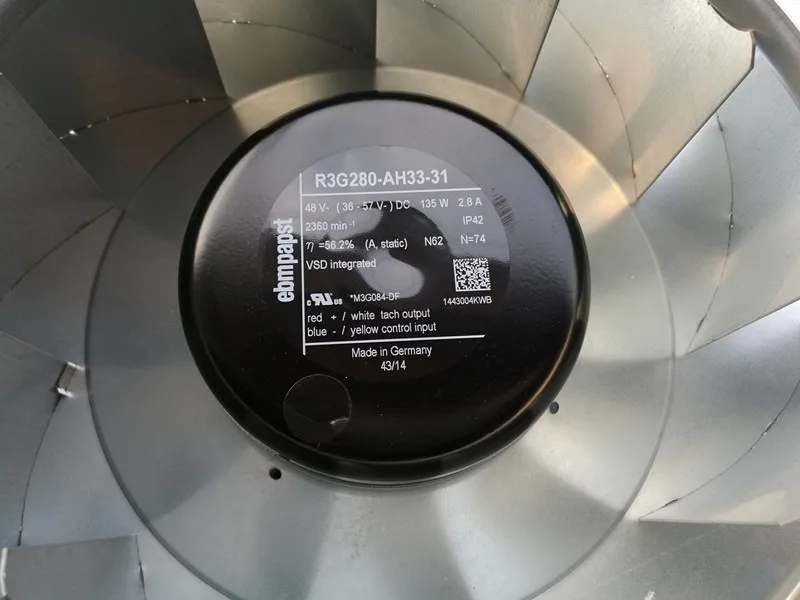 R3G280-AH33-31
48 V- ( 36 - 57 V- ) DC 135 W 2.8 A
2360 min⁻¹ IP42
η =56.2% (A, static) N62 N=74
VSD integrated
ebmpapst
c RU us *M3G084-DF 1443004KWB
red + / white tach output
blue - / yellow control input
Made in Germany
43/14